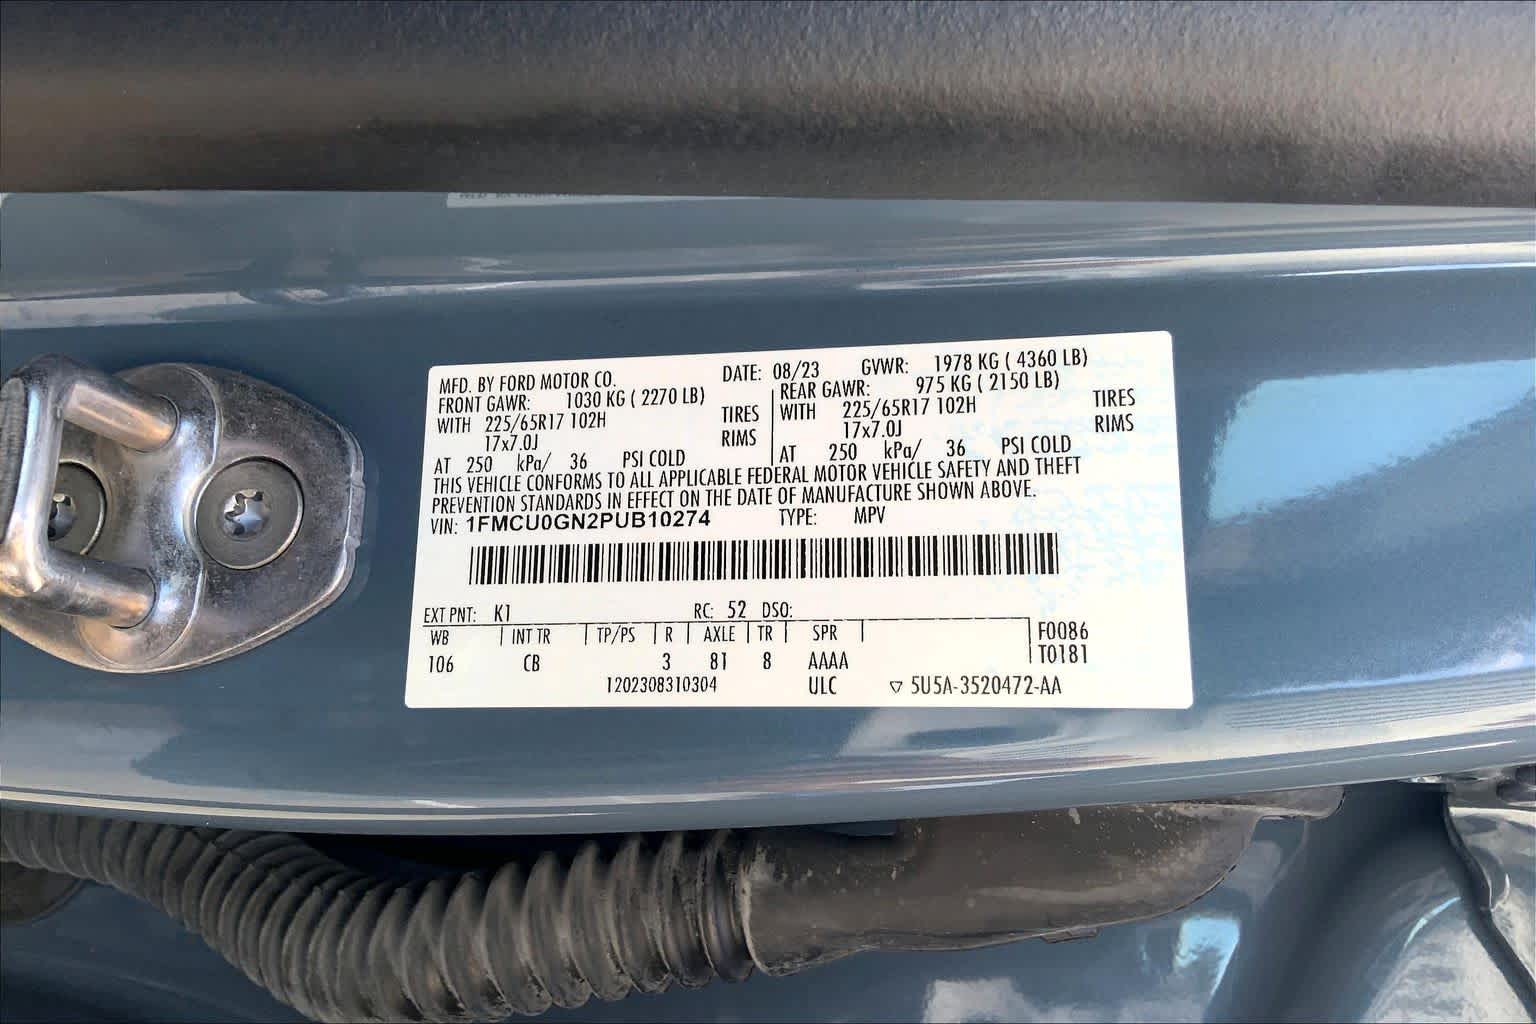 MFD. BY FORD MOTOR CO. DATE: 08/23 GVWR: 1978 KG ( 4360 LB)
FRONT GAWR: 1030 KG ( 2270 LB) REAR GAWR: 975 KG ( 2150 LB)
WITH 225/65R17 102H TIRES WITH 225/65R17 102H TIRES
17x7.0J RIMS 17x7.0J RIMS
AT 250 kPa/ 36 PSI COLD AT 250 kPa/ 36 PSI COLD
THIS VEHICLE CONFORMS TO ALL APPLICABLE FEDERAL MOTOR VEHICLE SAFETY AND THEFT
PREVENTION STANDARDS IN EFFECT ON THE DATE OF MANUFACTURE SHOWN ABOVE.
VIN: 1FMCU0GN2PUB10274 TYPE: MPV
EXT PNT: K1 RC: 52 DSO:
WB INT TR TP/PS R AXLE TR SPR F0086
106 CB 3 81 8 AAAA T0181
1202308310304 ULC ▽ 5U5A-3520472-AA